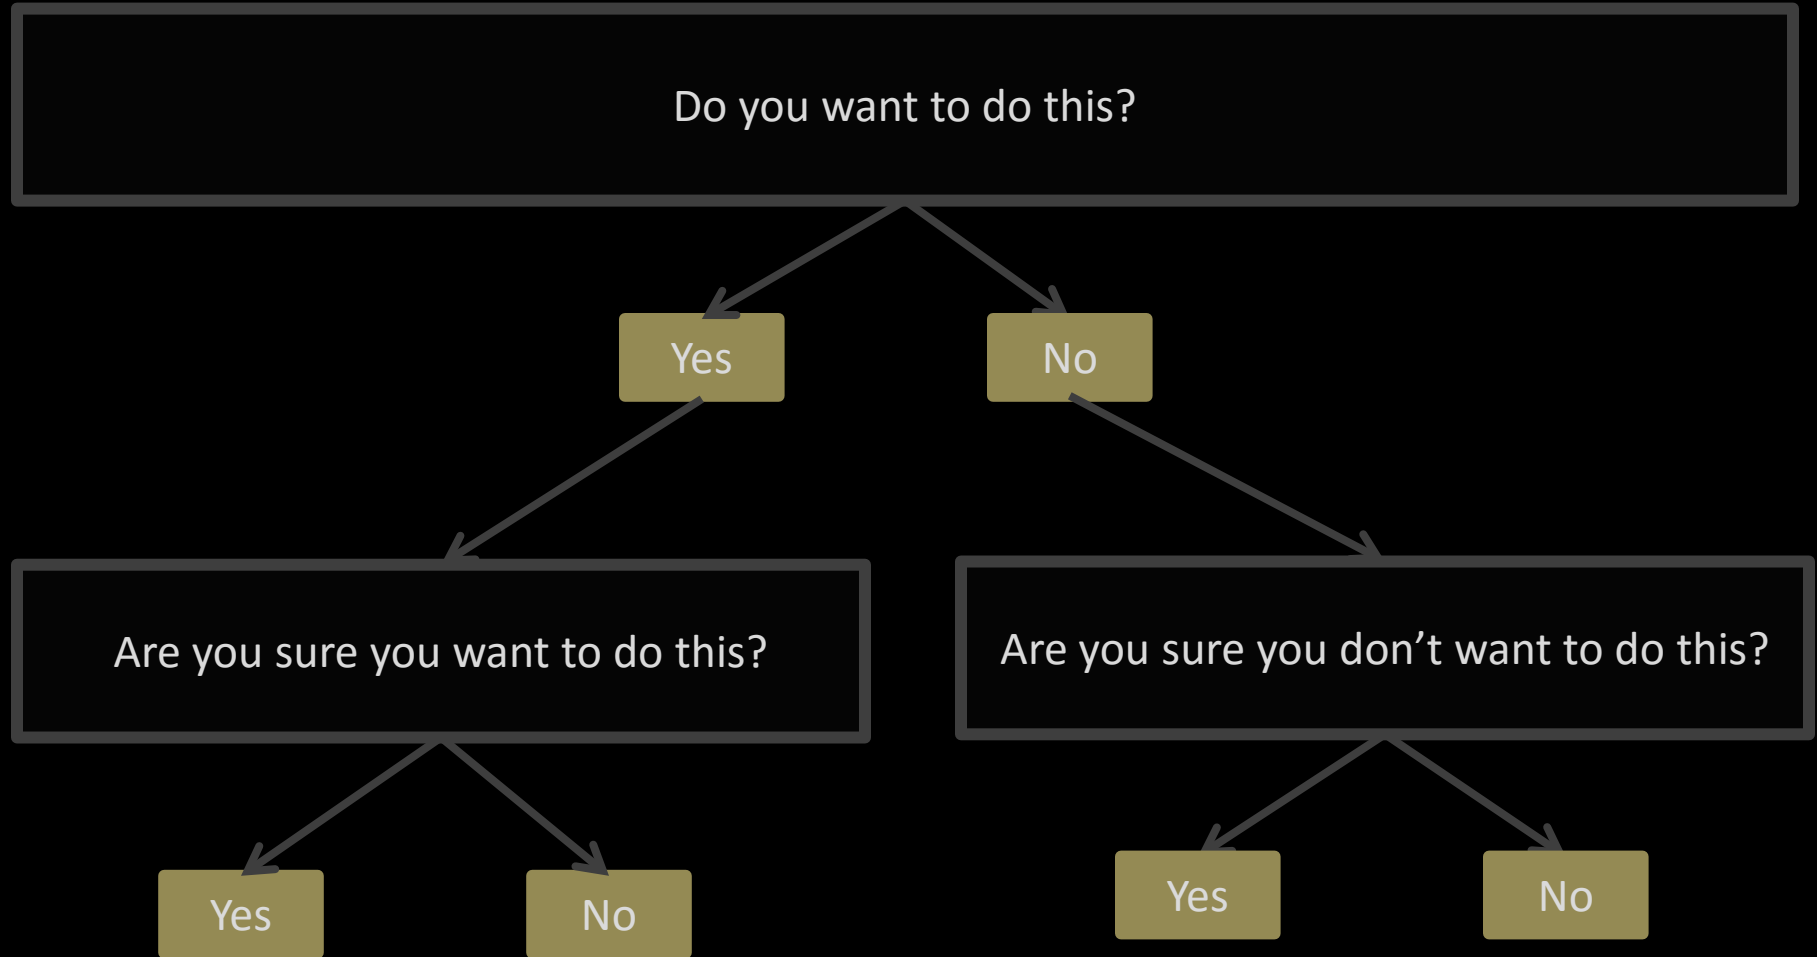 Do you want to do this?
Yes
No
Are you sure you want to do this?
Are you sure you don’t want to do this?
Yes
No
Yes
No